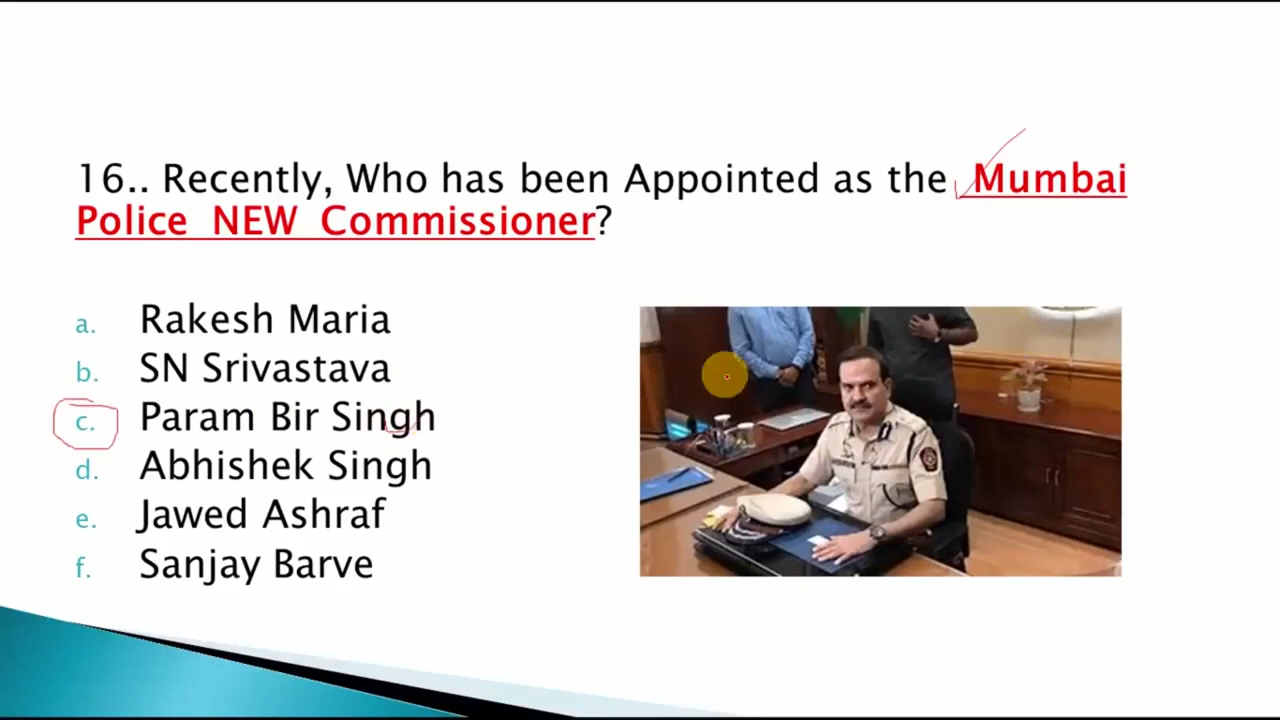 16.. Recently, Who has been Appointed as the Mumbai
Police NEW Commissioner?
a. Rakesh Maria
b. SN Srivastava
c. Param Bir Singh
d. Abhishek Singh
e. Jawed Ashraf
f. Sanjay Barve